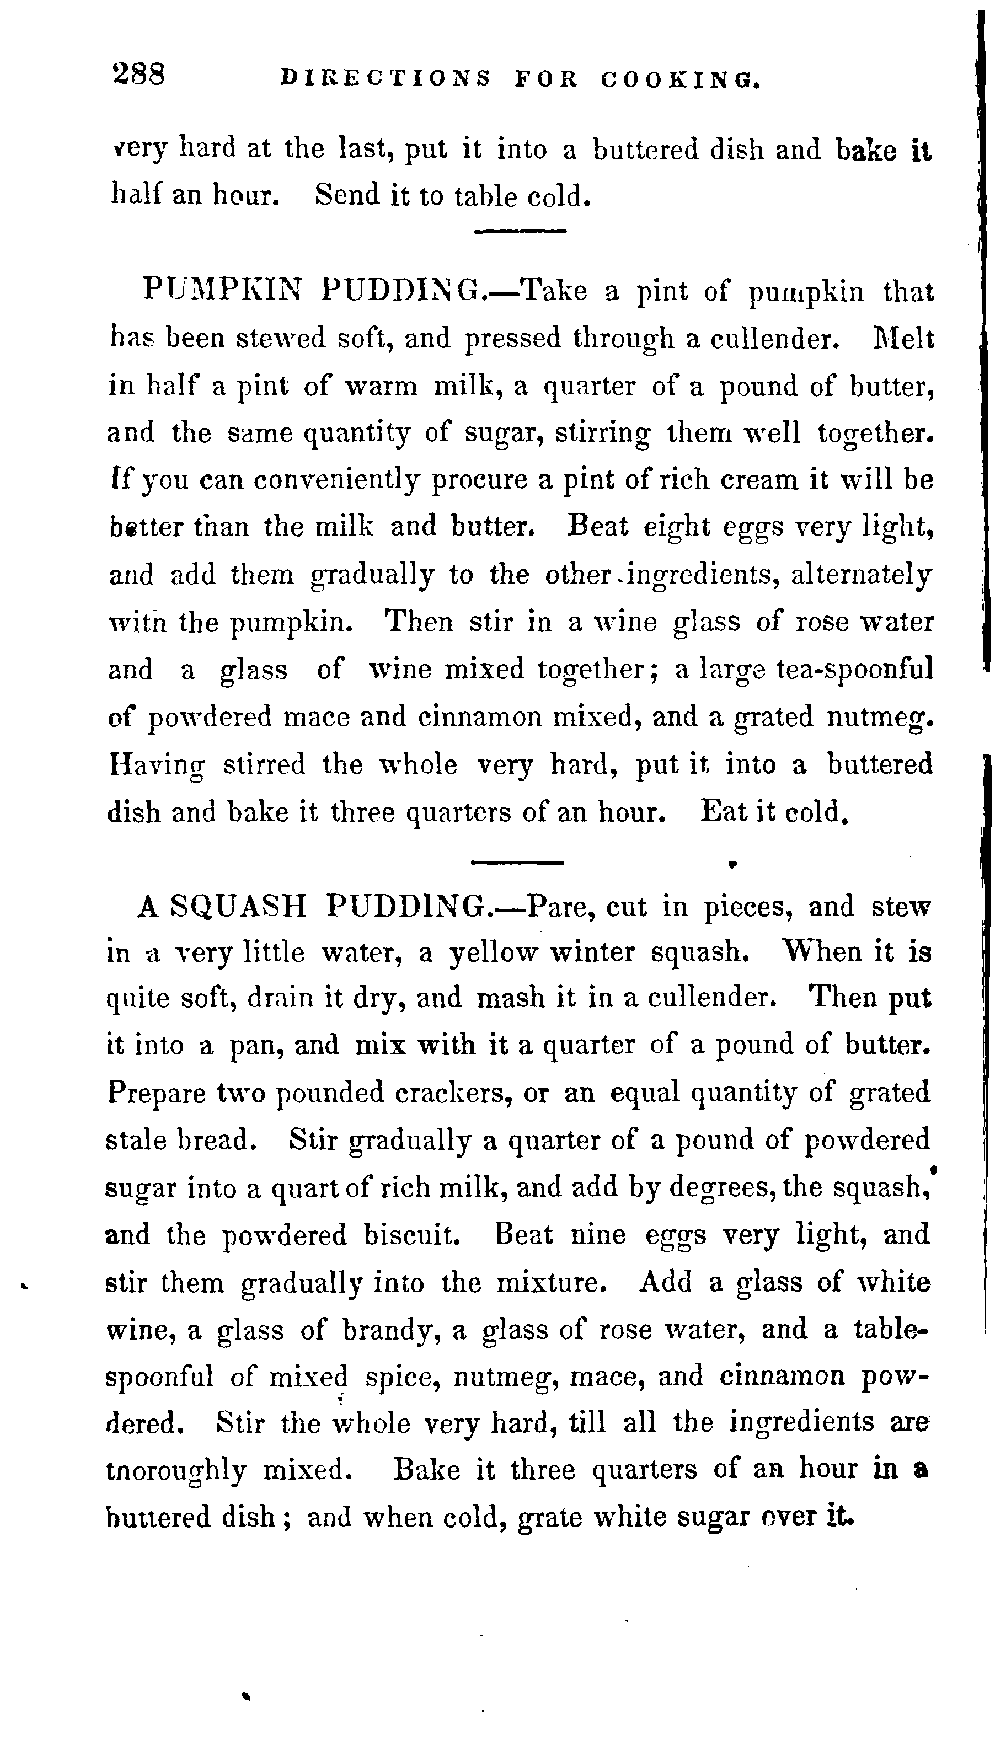 288 DIRECTIONS FOR COOKING.
very hard at the last, put it into a buttered dish and bake it
half an hour. Send it to table cold.
PUMPKIN PUDDING.—Take a pint of pumpkin that
has been stewed soft, and pressed through a cullender. Melt
in half a pint of warm milk, a quarter of a pound of butter,
and the same quantity of sugar, stirring them well together.
If you can conveniently procure a pint of rich cream it will be
better than the milk and butter. Beat eight eggs very light,
and add them gradually to the other ingredients, alternately
with the pumpkin. Then stir in a wine glass of rose water
and a glass of wine mixed together; a large tea-spoonful
of powdered mace and cinnamon mixed, and a grated nutmeg.
Having stirred the whole very hard, put it into a buttered
dish and bake it three quarters of an hour. Eat it cold.
A SQUASH PUDDING.—Pare, cut in pieces, and stew
in a very little water, a yellow winter squash. When it is
quite soft, drain it dry, and mash it in a cullender. Then put
it into a pan, and mix with it a quarter of a pound of butter.
Prepare two pounded crackers, or an equal quantity of grated
stale bread. Stir gradually a quarter of a pound of powdered
sugar into a quart of rich milk, and add by degrees, the squash,
and the powdered biscuit. Beat nine eggs very light, and
stir them gradually into the mixture. Add a glass of white
wine, a glass of brandy, a glass of rose water, and a table-
spoonful of mixed spice, nutmeg, mace, and cinnamon pow-
dered. Stir the whole very hard, till all the ingredients are
thoroughly mixed. Bake it three quarters of an hour in a
buttered dish; and when cold, grate white sugar over it.